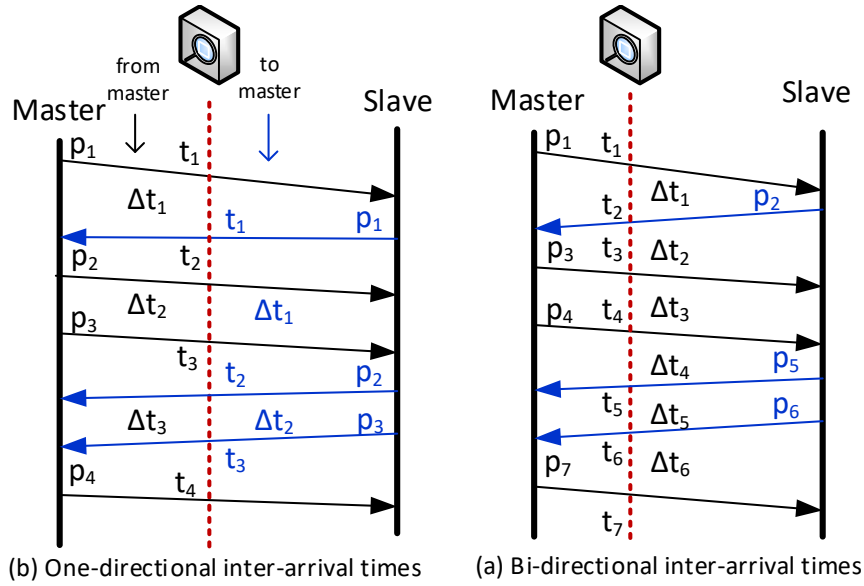 from
master
to
master
Master
Slave
p₁
t₁
Δt₁
t₁
p₁
p₂
t₂
Δt₂
Δt₁
p₃
t₃
t₂
p₂
Δt₃
Δt₂
p₃
t₃
p₄
t₄
(b) One-directional inter-arrival times
Master
Slave
p₁
t₁
Δt₁
p₂
t₂
p₃
t₃
Δt₂
Δt₃
p₄
t₄
Δt₄
p₅
t₅
p₆
Δt₅
t₆
p₇
Δt₆
t₇
(a) Bi-directional inter-arrival times